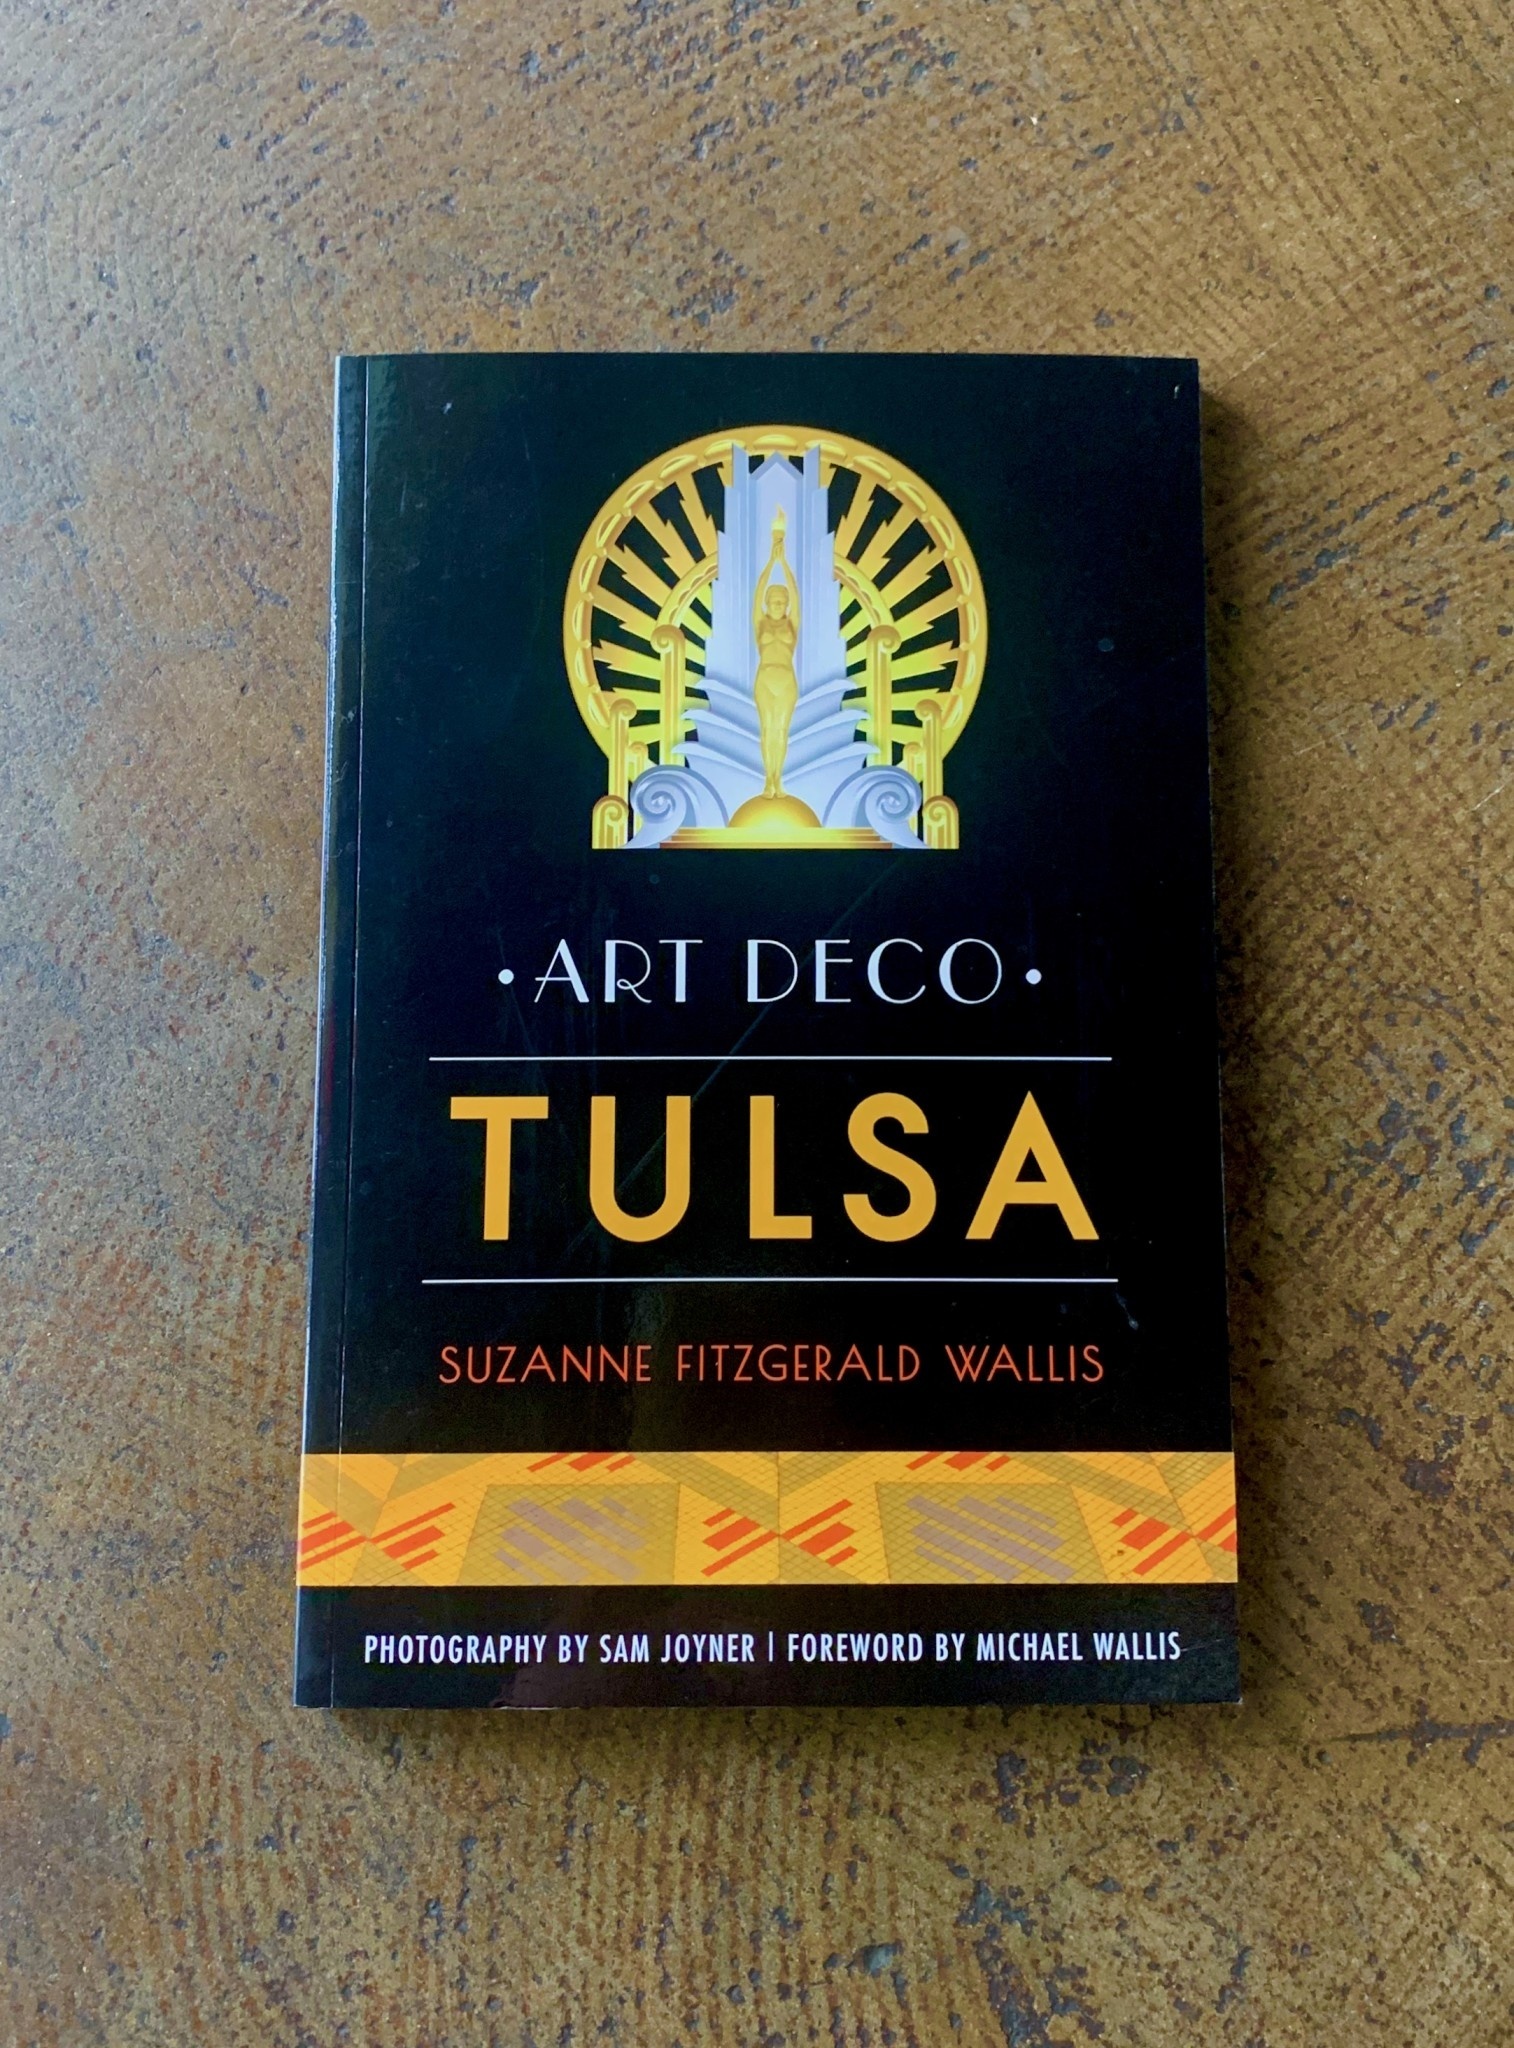 • ART DECO •
TULSA
SUZANNE FITZGERALD WALLIS
PHOTOGRAPHY BY SAM JOYNER | FOREWORD BY MICHAEL WALLIS